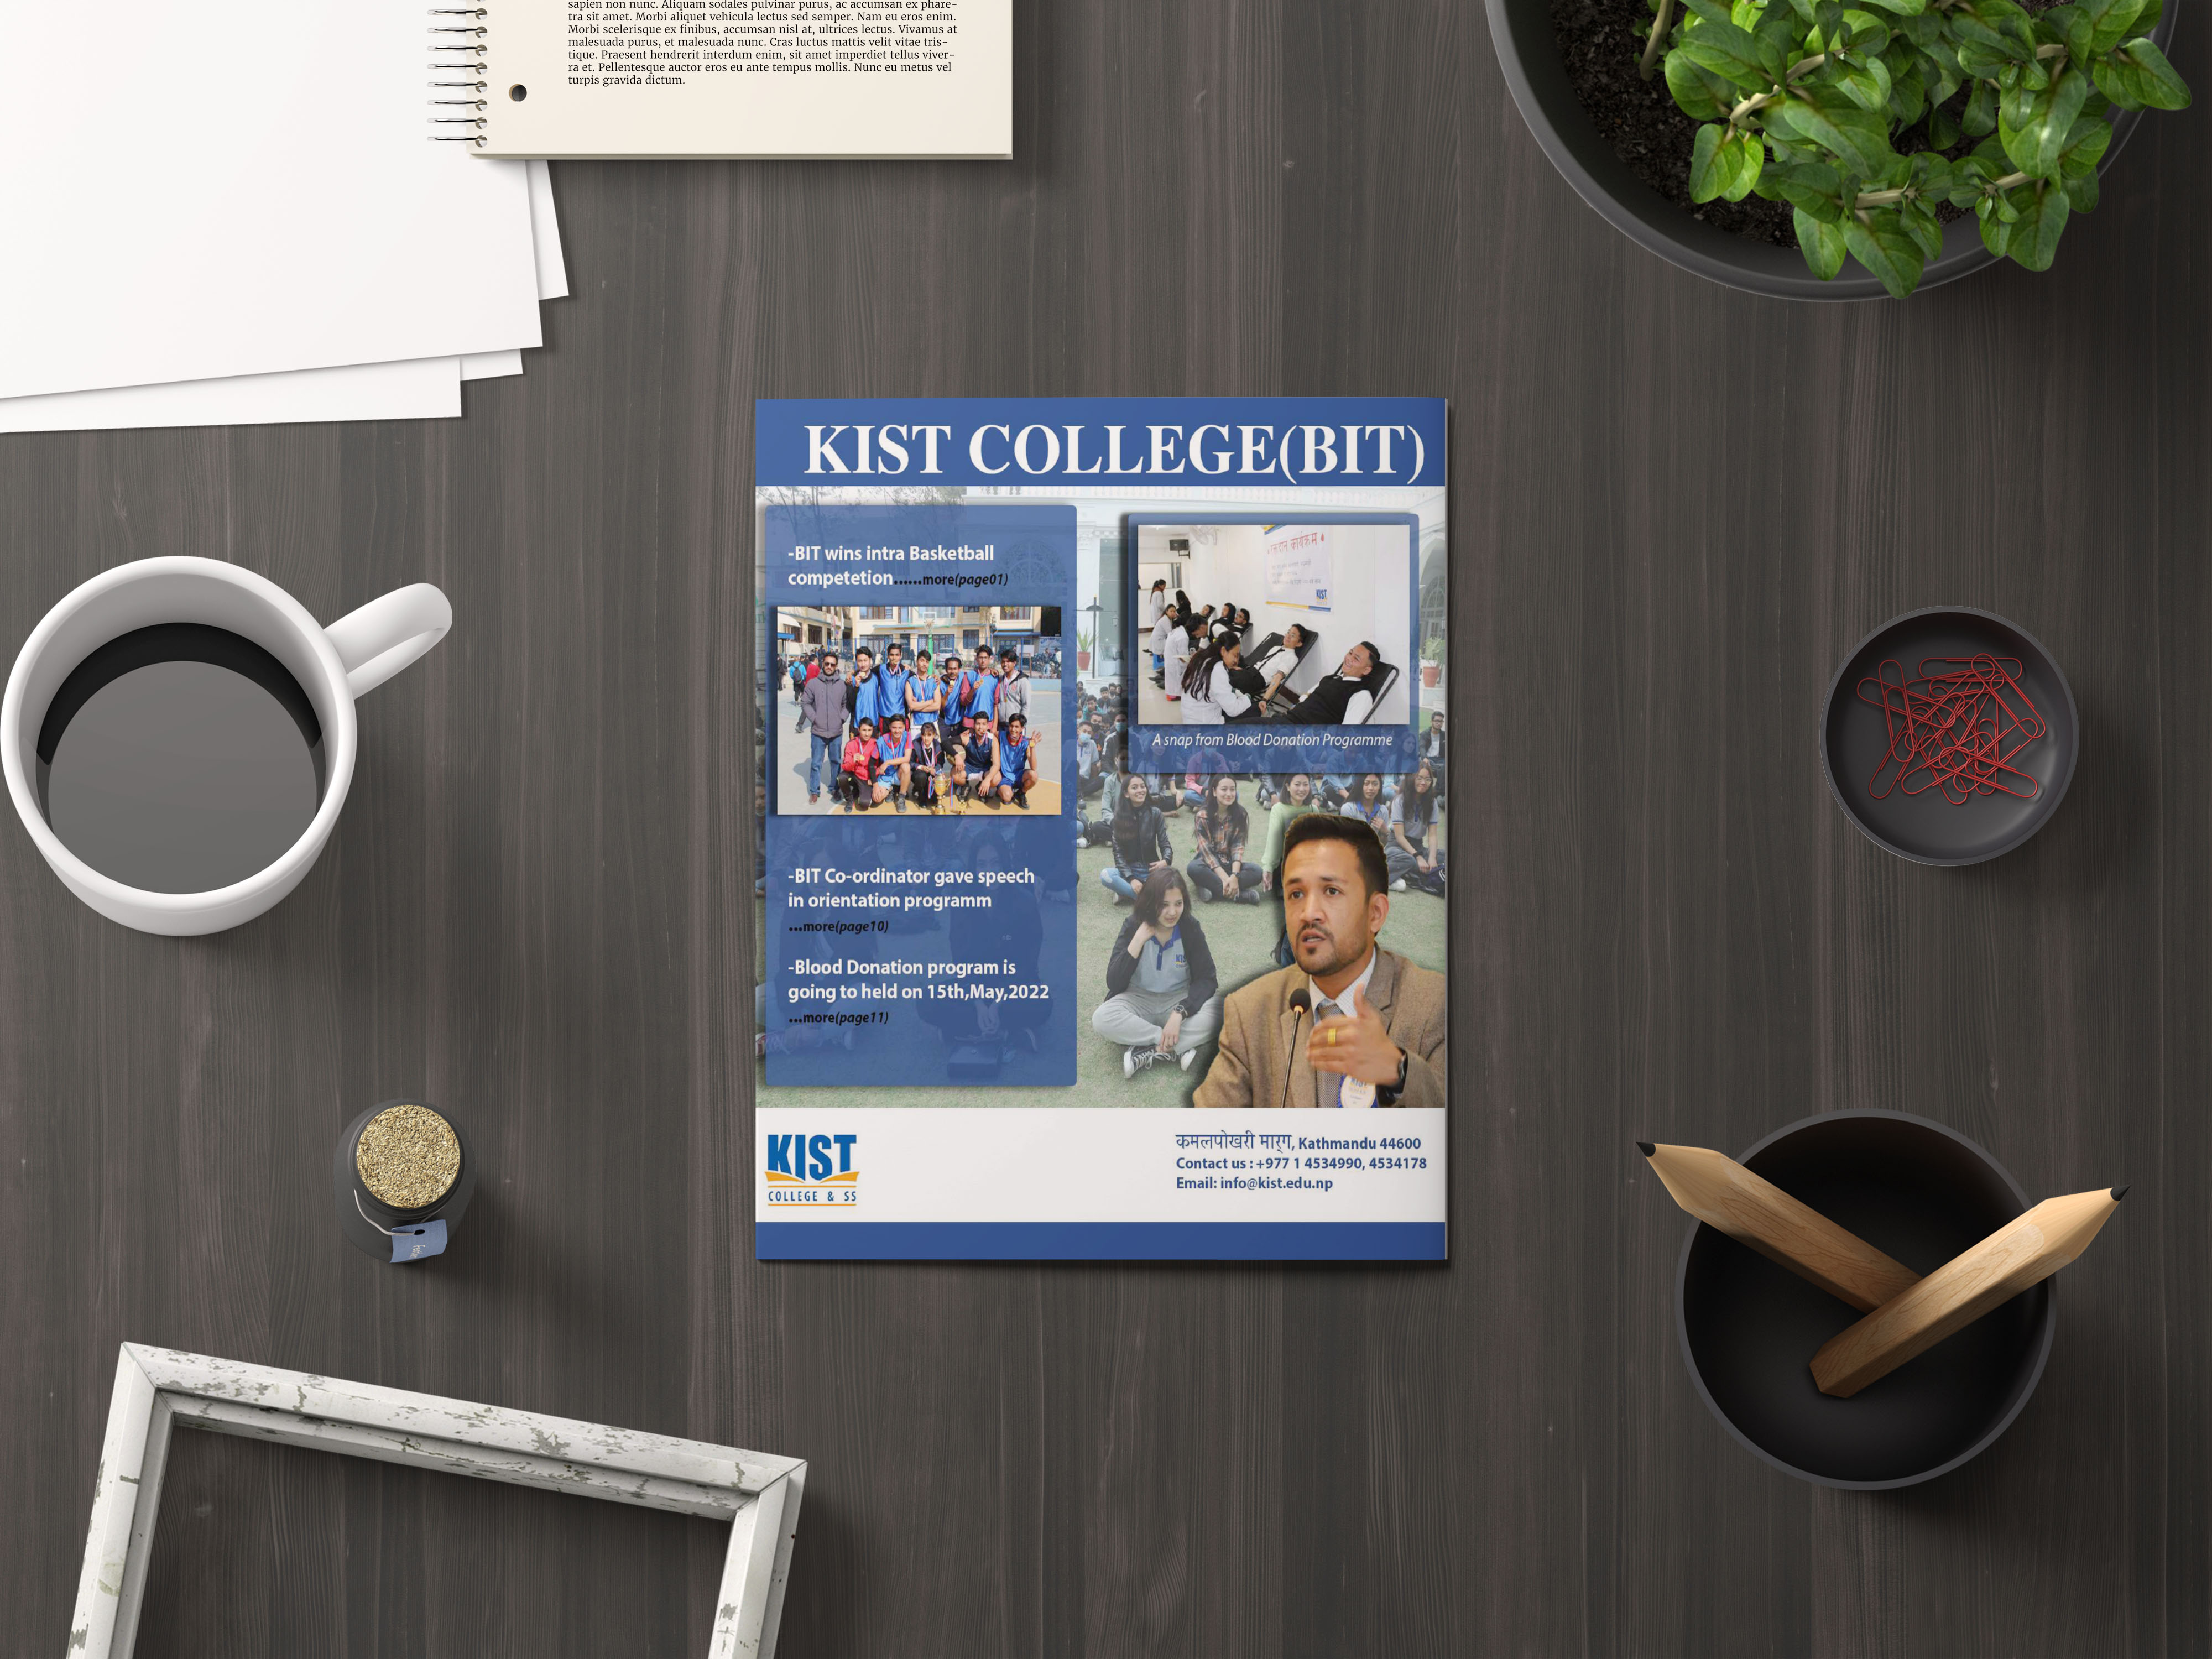 sapien non nunc. Aliquam sodales pulvinar purus, ac accumsan ex phare-
tra sit amet. Morbi aliquet vehicula lectus sed semper. Nam eu eros enim.
Morbi scelerisque ex finibus, accumsan nisl at, ultrices lectus. Vivamus at
malesuada purus, et malesuada nunc. Cras luctus mattis velit vitae tris-
tique. Praesent hendrerit interdum enim, sit amet imperdiet tellus viver-
ra et. Pellentesque auctor eros eu ante tempus mollis. Nunc eu metus vel
turpis gravida dictum.
KIST COLLEGE(BIT)
-BIT wins intra Basketball
competetion......more(page01)
कार्यक्रम
KIST
A snap from Blood Donation Programme
-BIT Co-ordinator gave speech
in orientation programm
...more(page10)
-Blood Donation program is
going to held on 15th,May,2022
...more(page11)
KIST
KIST
KIST
COLLEGE & SS
कमलपोखरी मार्ग, Kathmandu 44600
Contact us : +977 1 4534990, 4534178
Email: info@kist.edu.np